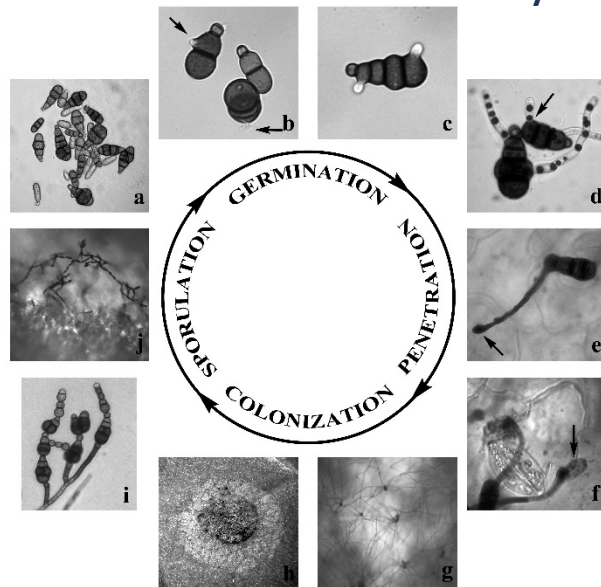 b
c
a
d
GERMINATION
PENETRATION
COLONIZATION
SPORULATION
j
e
i
h
g
f